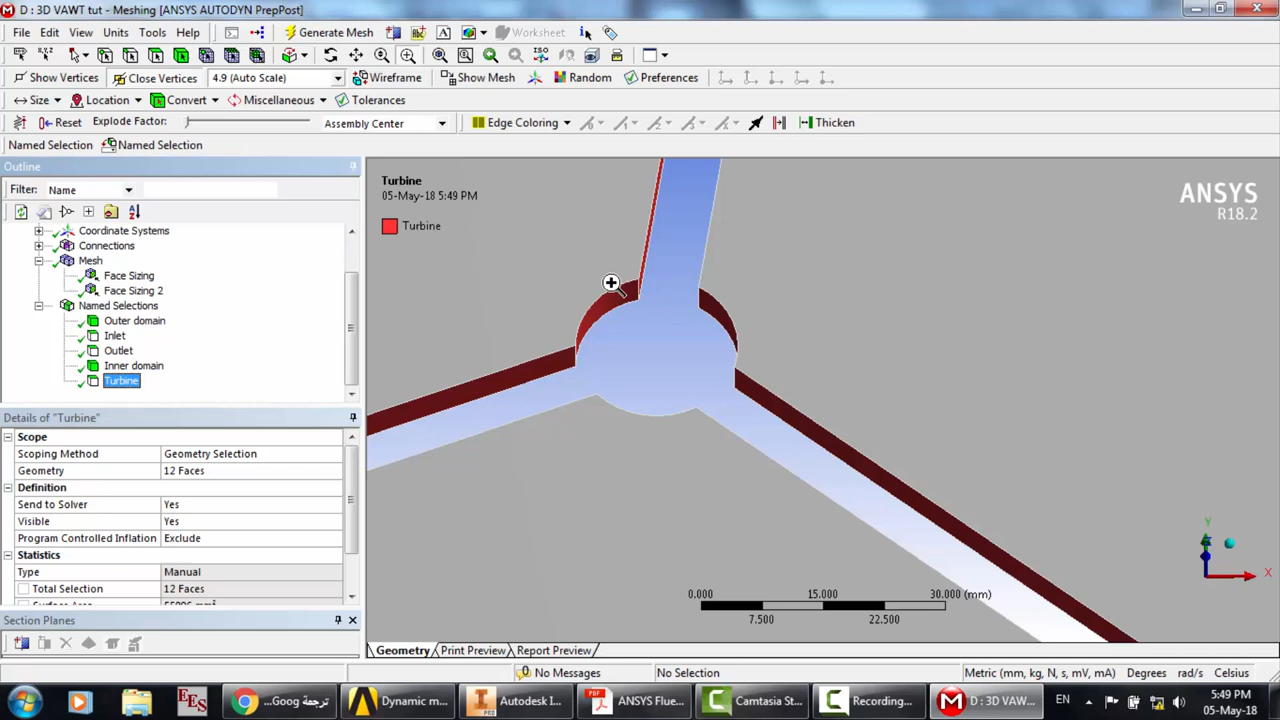 D : 3D VAWT tut - Meshing [ANSYS AUTODYN PrepPost]
File Edit View Units Tools Help Generate Mesh Worksheet
Show Vertices Close Vertices 4.9 (Auto Scale) Wireframe Show Mesh Random Preferences
Size Location Convert Miscellaneous Tolerances
Reset Explode Factor: Assembly Center Edge Coloring Thicken
Named Selection Named Selection
Outline
Filter: Name
Coordinate Systems
Connections
Mesh
Face Sizing
Face Sizing 2
Named Selections
Outer domain
Inlet
Outlet
Inner domain
Turbine
Details of "Turbine"
Scope
Scoping Method Geometry Selection
Geometry 12 Faces
Definition
Send to Solver Yes
Visible Yes
Program Controlled Inflation Exclude
Statistics
Type Manual
Total Selection 12 Faces
Section Planes
Turbine
05-May-18 5:49 PM
Turbine
ANSYS
R18.2
Y
X
0.000 15.000 30.000 (mm)
7.500 22.500
Geometry Print Preview Report Preview
No Messages No Selection Metric (mm, kg, N, s, mV, mA) Degrees rad/s Celsius
EES ...Goog ترجمة Dynamic m... Autodesk I... ANSYS Flue... Camtasia St... Recording... D : 3D VAW... EN 5:49 PM
05-May-18